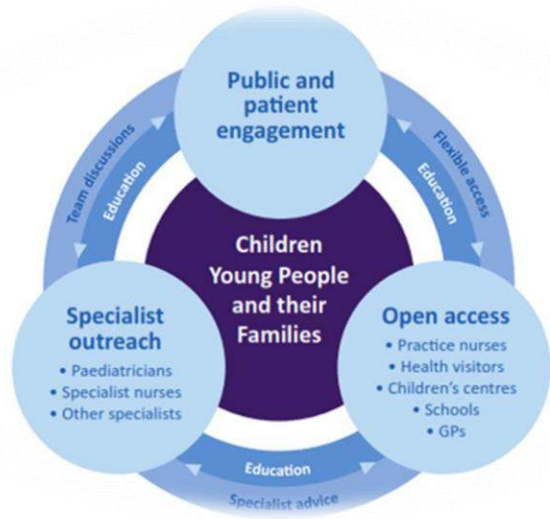 Public and
patient
engagement
Team discussions
Education
Flexible access
Education
Children
Young People
and their
Families
Specialist
outreach
• Paediatricians
• Specialist nurses
• Other specialists
Open access
• Practice nurses
• Health visitors
• Children's centres
• Schools
• GPs
Education
Specialist advice